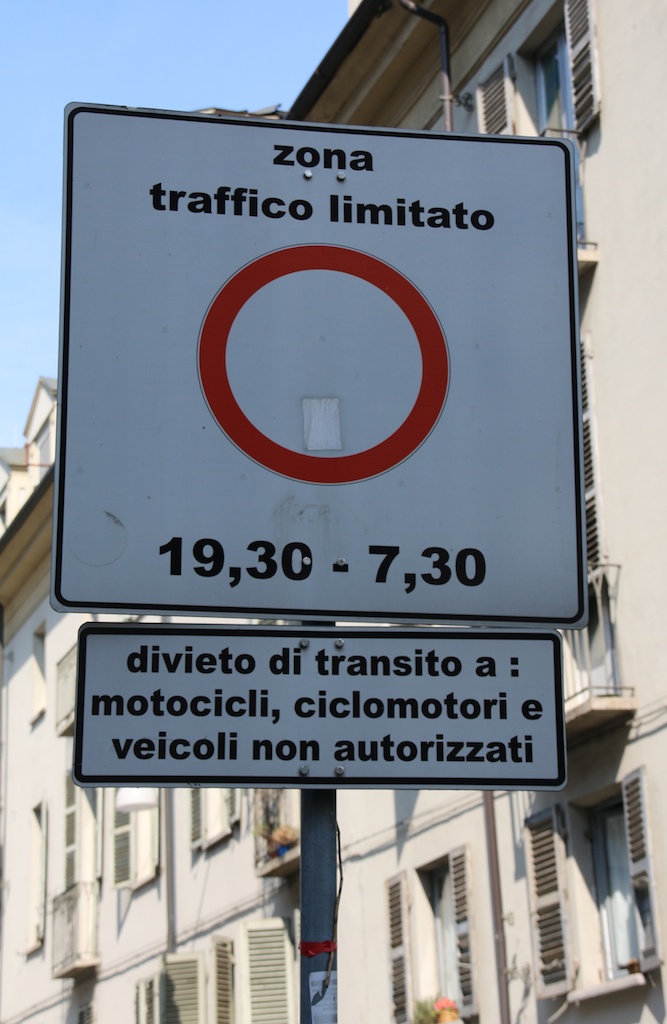 zona
traffico limitato
19,30 - 7,30
divieto di transito a :
motocicli, ciclomotori e
veicoli non autorizzati